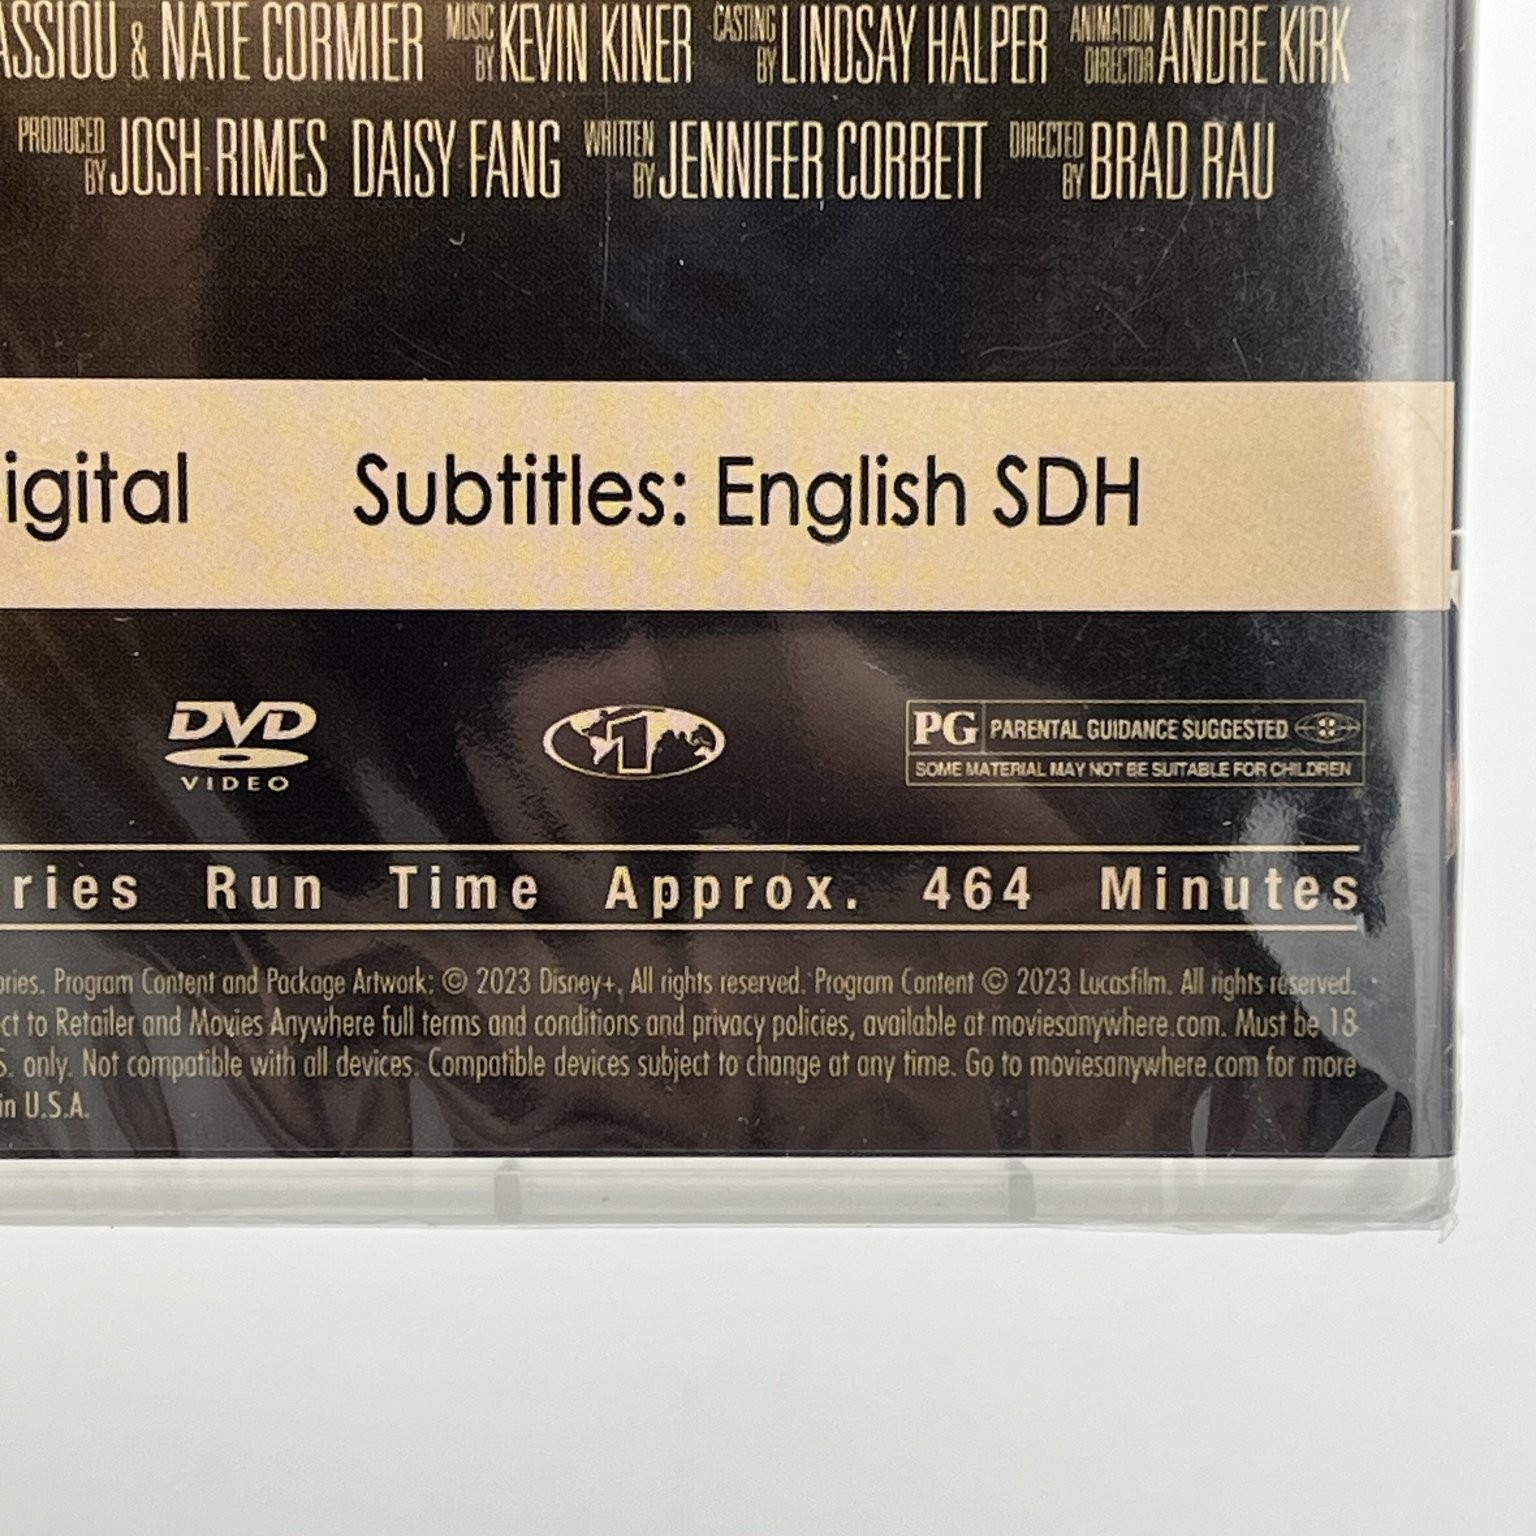 & NATE CORMIER MUSIC BY KEVIN KINER CASTING BY LINDSAY HALPER ANIMATION DIRECTOR ANDRE KIRK
PRODUCED BY JOSH RIMES DAISY FANG WRITTEN BY JENNIFER CORBETT DIRECTED BY BRAD RAU
igital Subtitles: English SDH
DVD
VIDEO
1
PG PARENTAL GUIDANCE SUGGESTED
SOME MATERIAL MAY NOT BE SUITABLE FOR CHILDREN
ries Run Time Approx. 464 Minutes
ories. Program Content and Package Artwork: © 2023 Disney+. All rights reserved. Program Content © 2023 Lucasfilm. All rights reserved.
ct to Retailer and Movies Anywhere full terms and conditions and privacy policies, available at moviesanywhere.com. Must be 18
S. only. Not compatible with all devices. Compatible devices subject to change at any time. Go to moviesanywhere.com for more
in U.S.A.